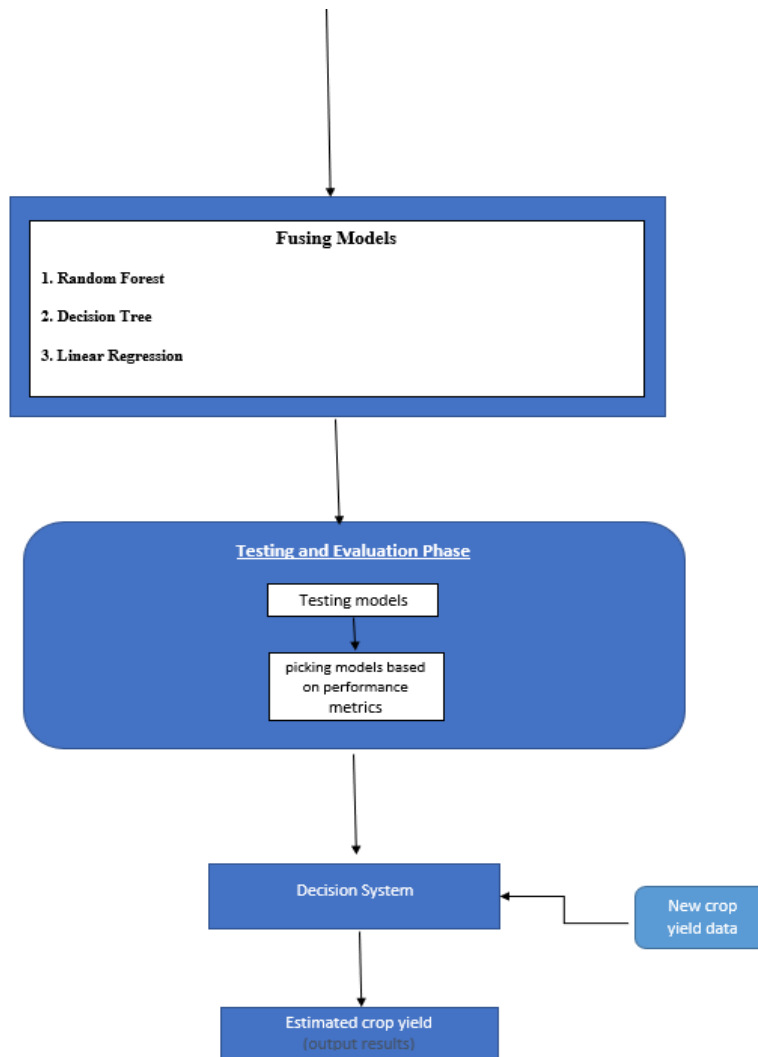 Fusing Models
1. Random Forest
2. Decision Tree
3. Linear Regression
Testing and Evaluation Phase
Testing models
picking models based
on performance
metrics
Decision System
New crop
yield data
Estimated crop yield
(output results)